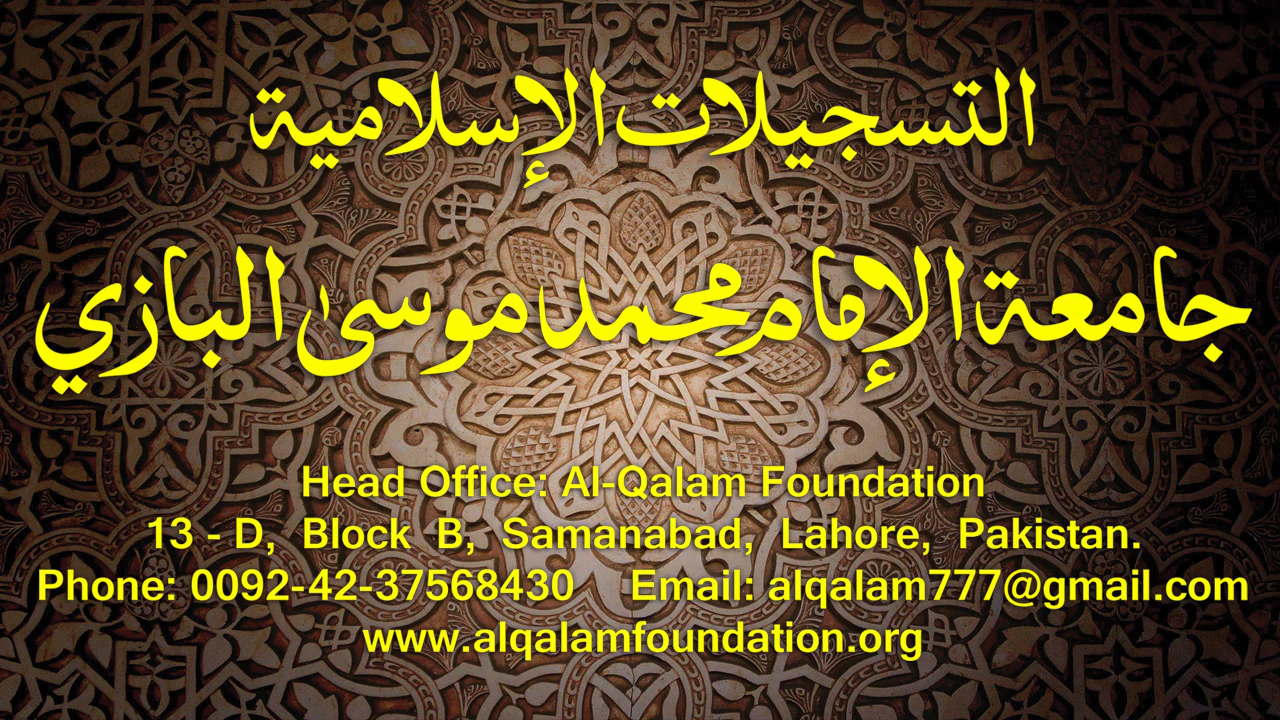 التسجيلات الإسلامية
جامعة الإمام محمد موسىٰ البازي
Head Office: Al-Qalam Foundation
13 - D, Block B, Samanabad, Lahore, Pakistan.
Phone: 0092-42-37568430 Email: alqalam777@gmail.com
www.alqalamfoundation.org